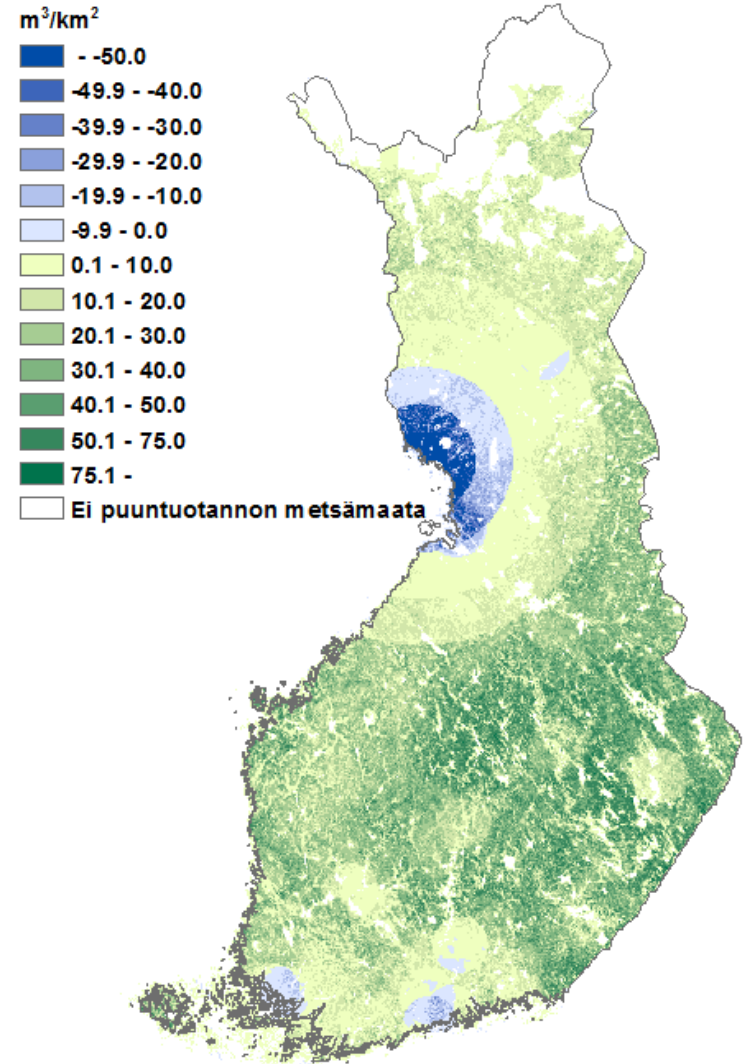 m³/km²
- -50.0
-49.9 - -40.0
-39.9 - -30.0
-29.9 - -20.0
-19.9 - -10.0
-9.9 - 0.0
0.1 - 10.0
10.1 - 20.0
20.1 - 30.0
30.1 - 40.0
40.1 - 50.0
50.1 - 75.0
75.1 -
Ei puuntuotannon metsämaata